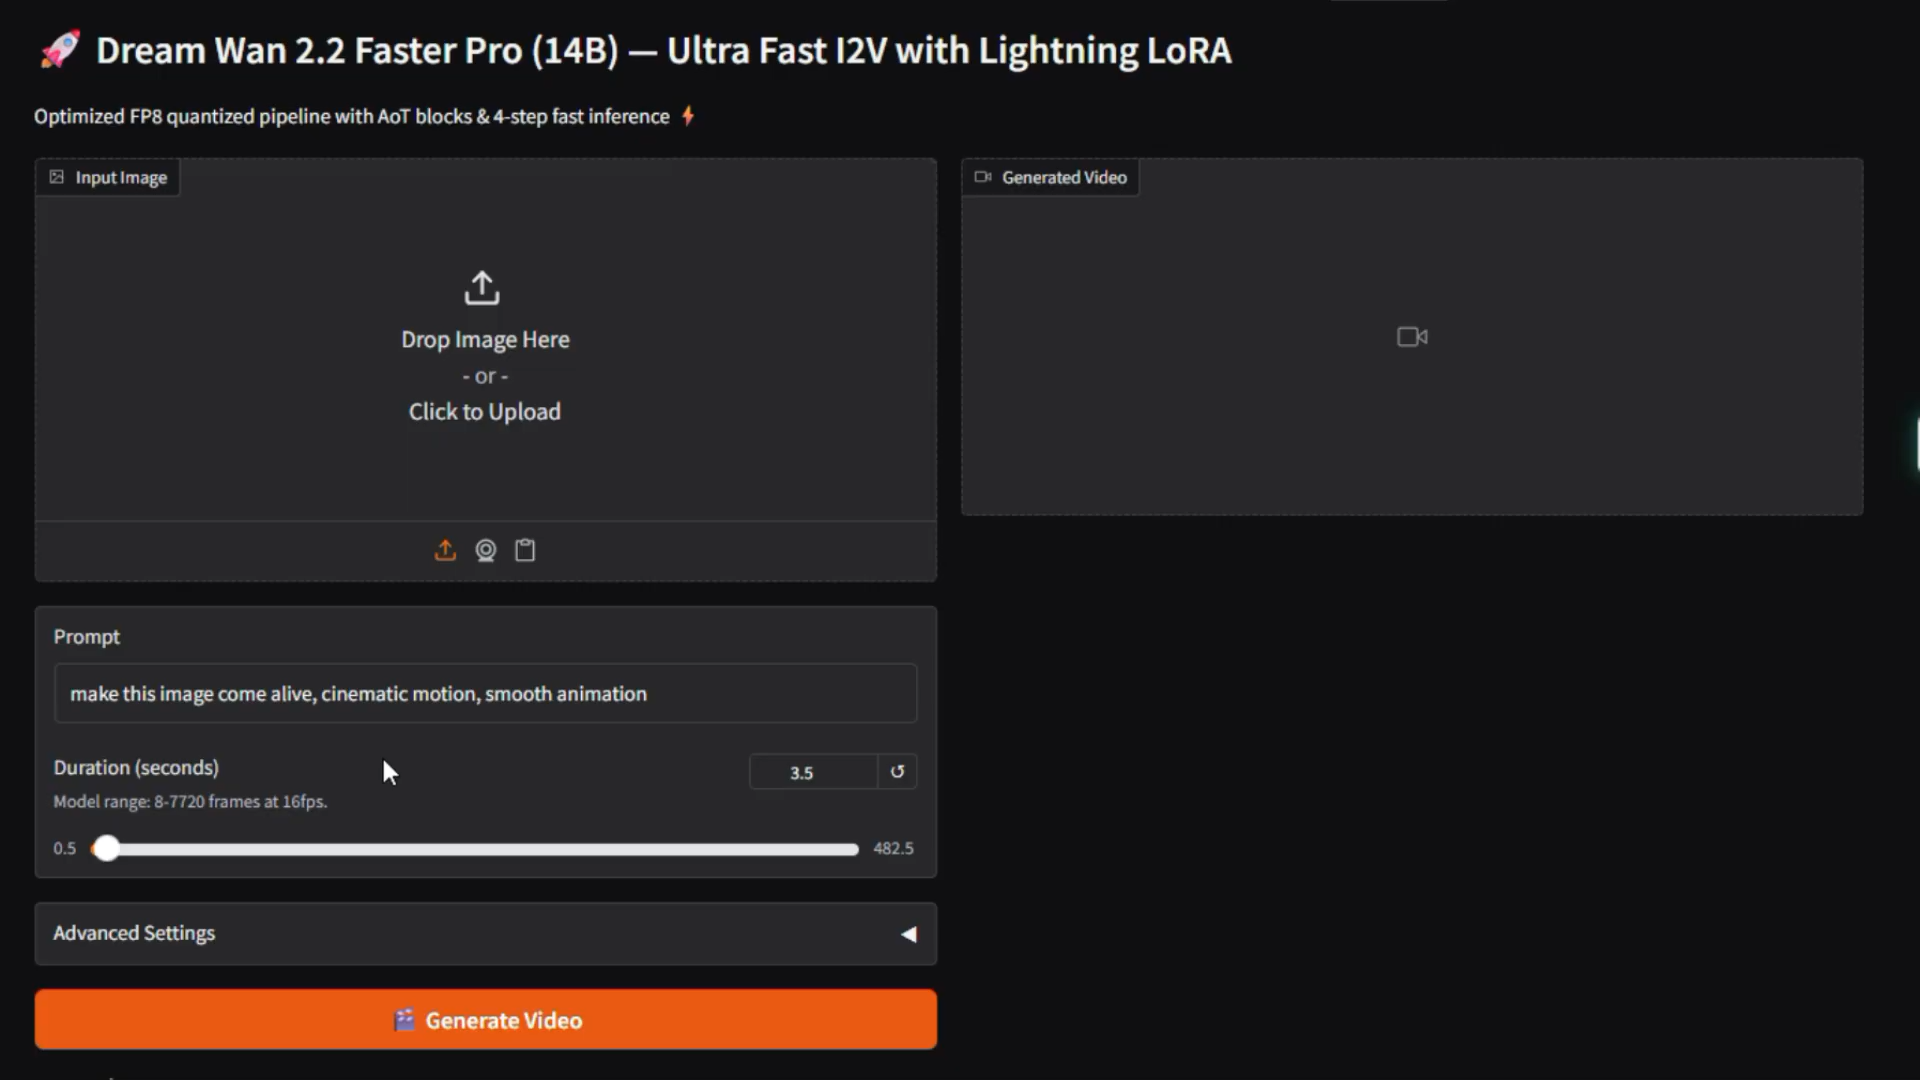 🚀 Dream Wan 2.2 Faster Pro (14B) — Ultra Fast I2V with Lightning LoRA
Optimized FP8 quantized pipeline with AoT blocks & 4-step fast inference ⚡
Input Image
Generated Video
Drop Image Here
- or -
Click to Upload
Prompt
make this image come alive, cinematic motion, smooth animation
Duration (seconds)
3.5
Model range: 8-7720 frames at 16fps.
0.5
482.5
Advanced Settings
Generate Video